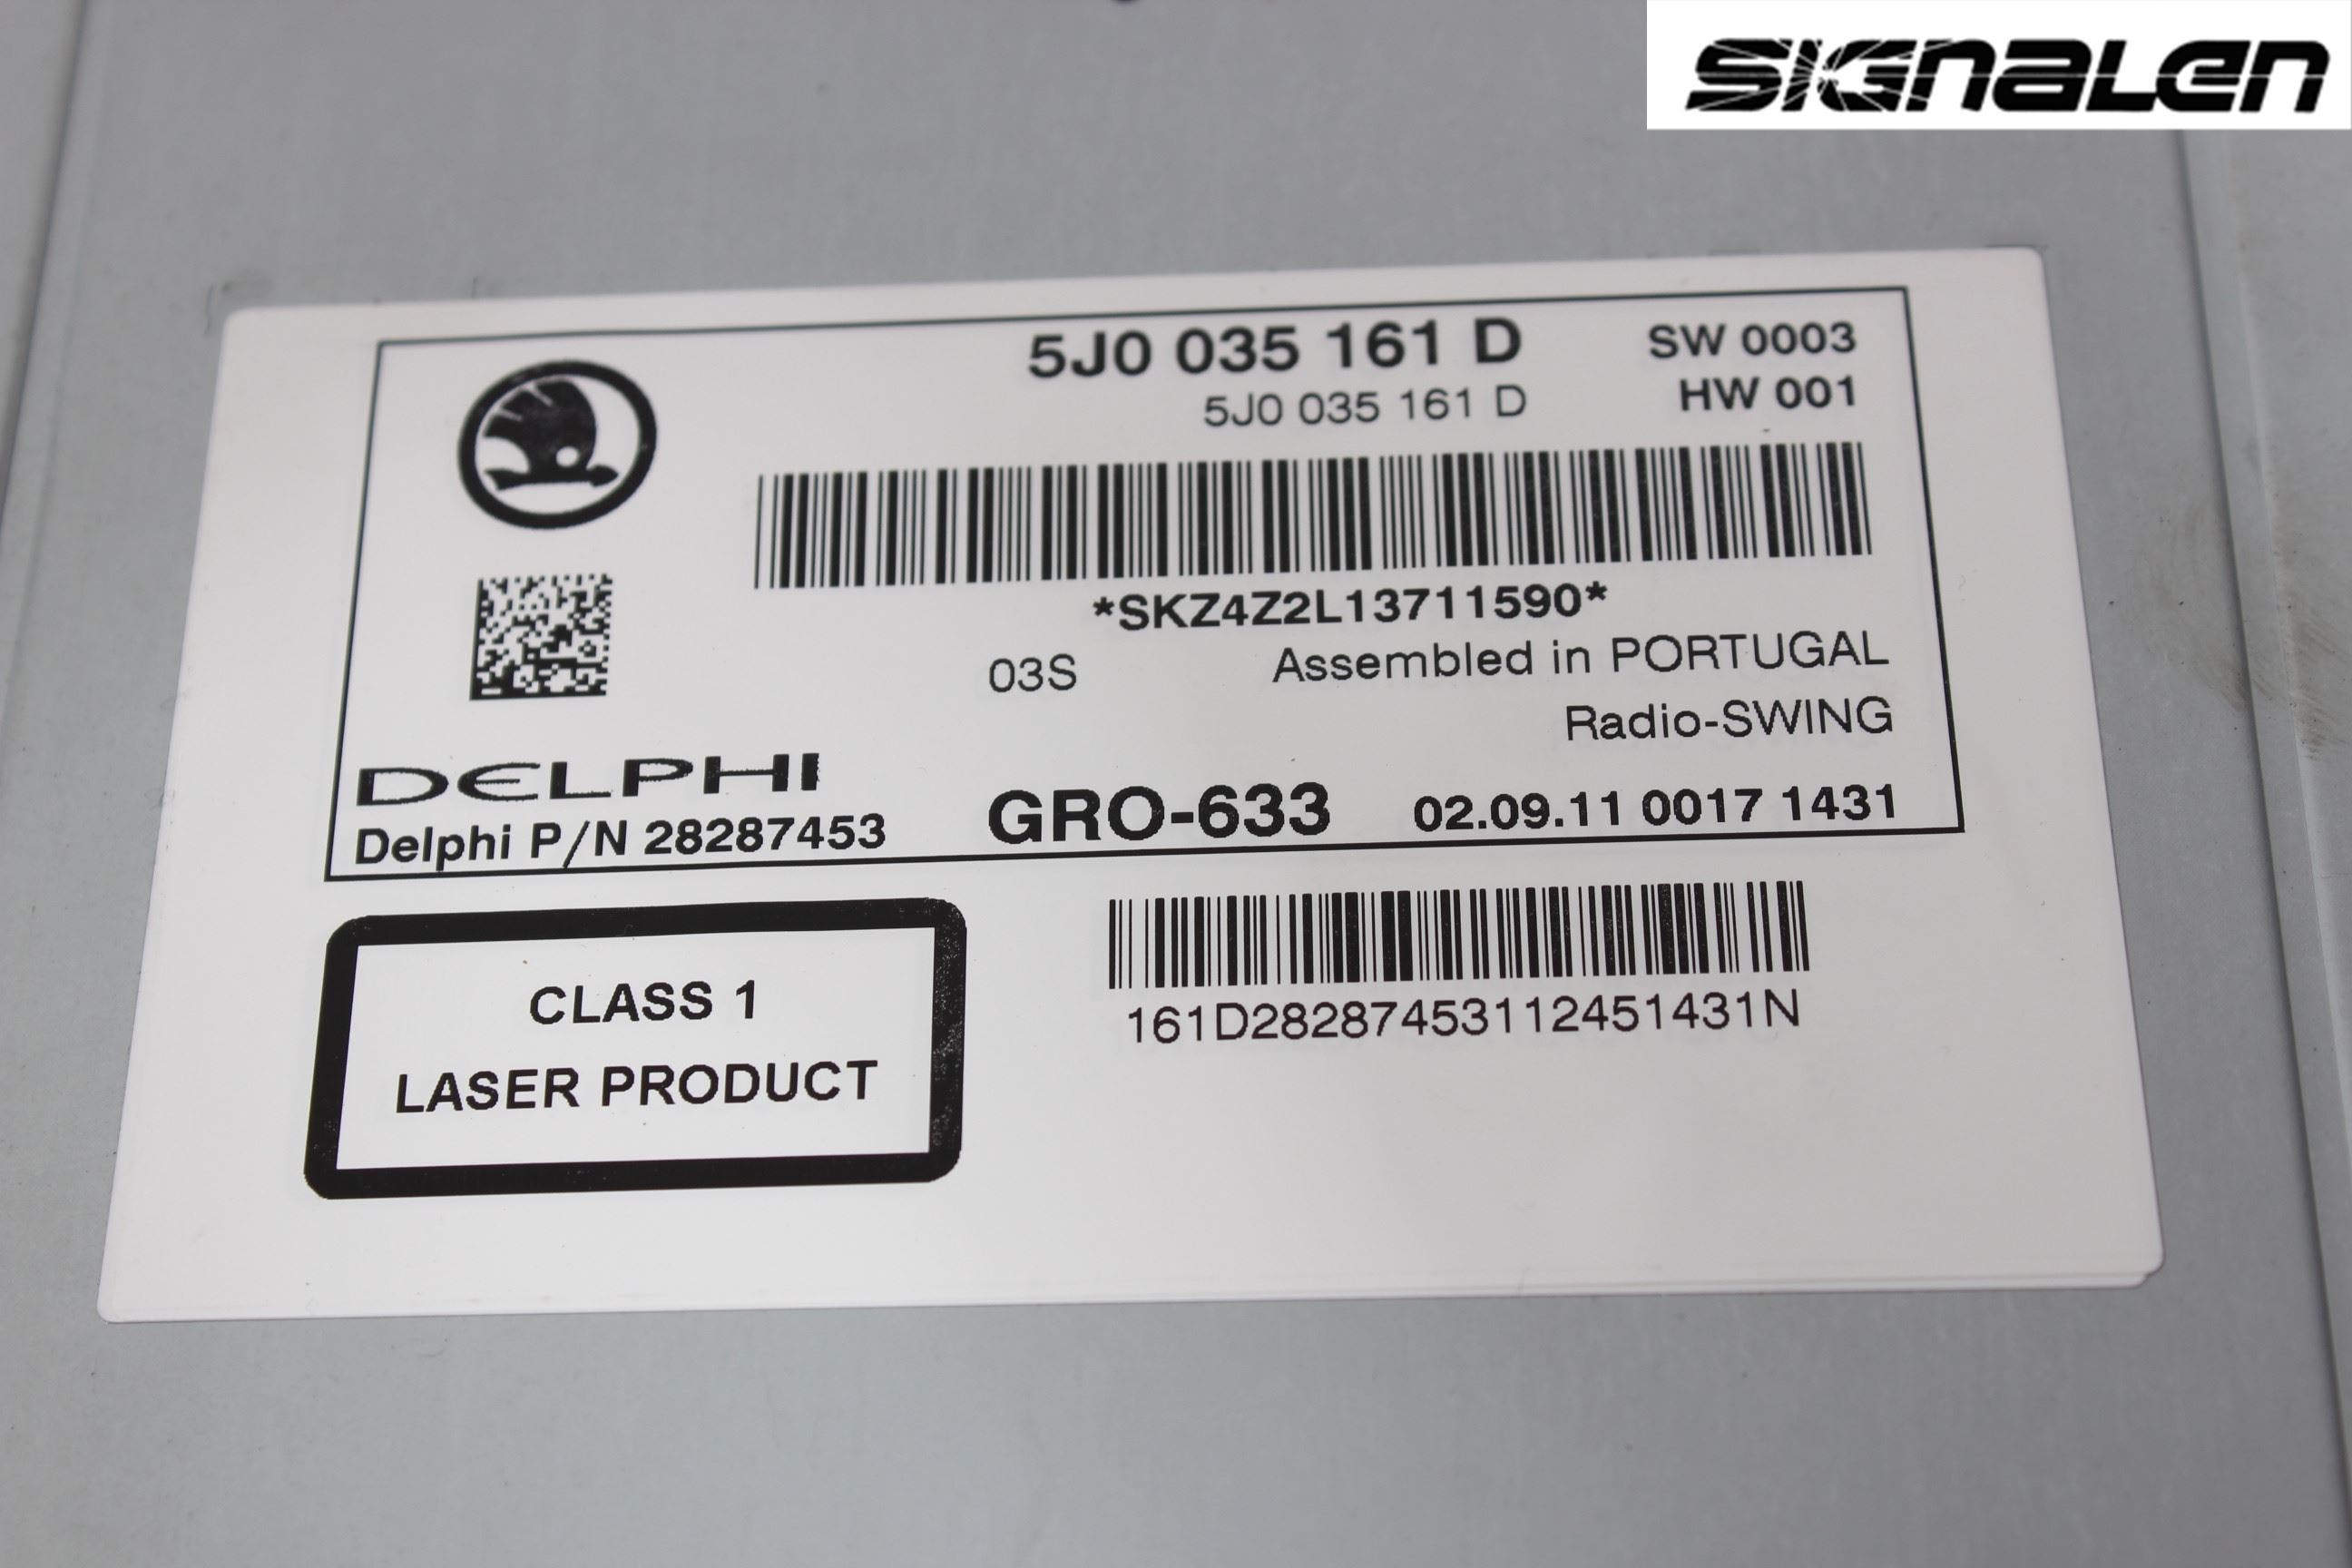 SIGNALEN
5J0 035 161 D
SW 0003
5J0 035 161 D
HW 001
*SKZ4Z2L13711590*
03S
Assembled in PORTUGAL
Radio-SWING
DELPHI
Delphi P/N 28287453
GRO-633
02.09.11 0017 1431
CLASS 1
LASER PRODUCT
161D28287453112451431N